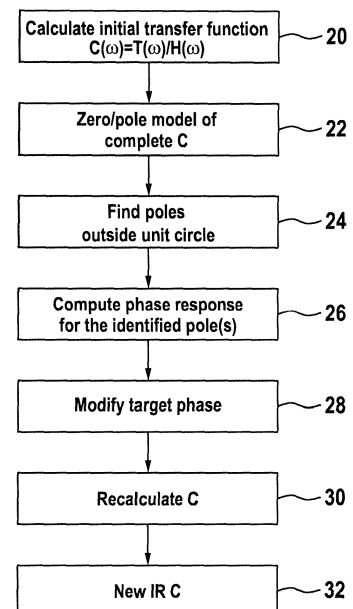 Calculate initial transfer function
C(ω)=T(ω)/H(ω)
20
Zero/pole model of
complete C
22
Find poles
outside unit circle
24
Compute phase response
for the identified pole(s)
26
Modify target phase
28
Recalculate C
30
New IR C
32